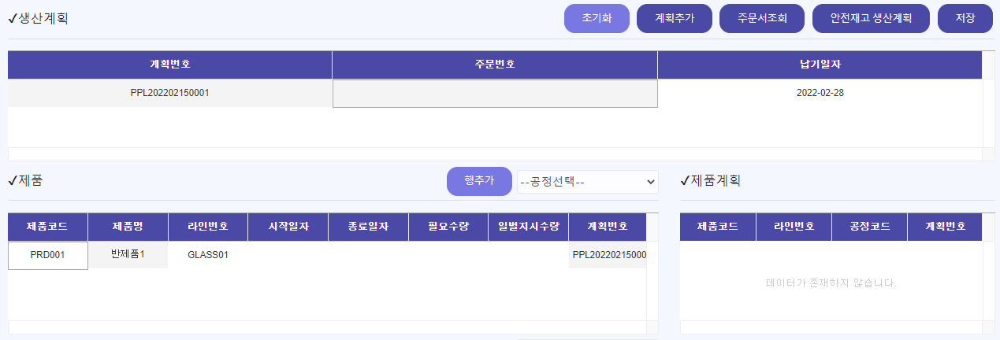 ✓생산계획
초기화 계획추가 주문서조회 안전재고 생산계획 저장
계획번호 주문번호 납기일자
PPL202202150001 2022-02-28
✓제품
행추가 --공정선택--
제품코드 제품명 라인번호 시작일자 종료일자 필요수량 일별지시수량 계획번호
PRD001 반제품1 GLASS01 PPL20220215000
✓제품계획
제품코드 라인번호 공정코드 계획번호
데이터가 존재하지 않습니다.